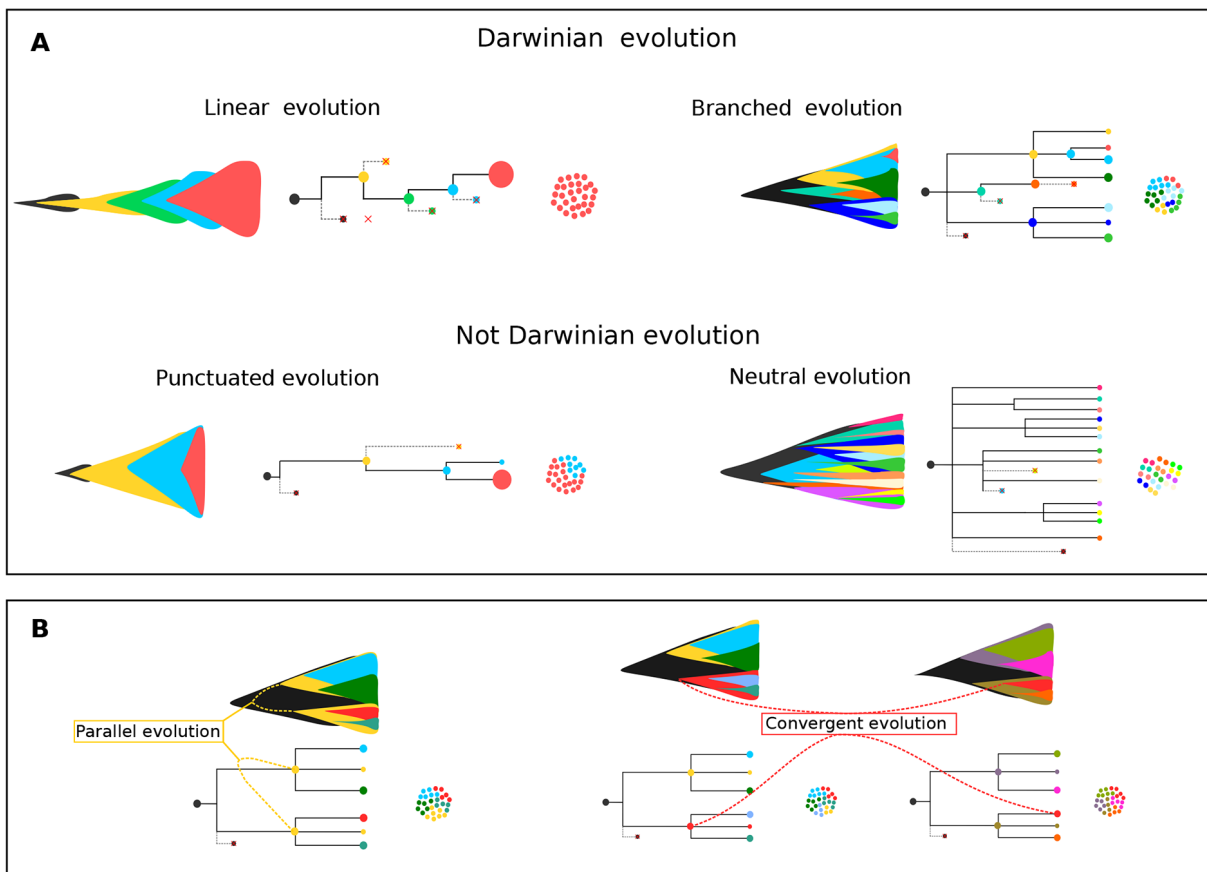 A
Darwinian evolution
Linear evolution
Branched evolution
Not Darwinian evolution
Punctuated evolution
Neutral evolution
B
Parallel evolution
Convergent evolution